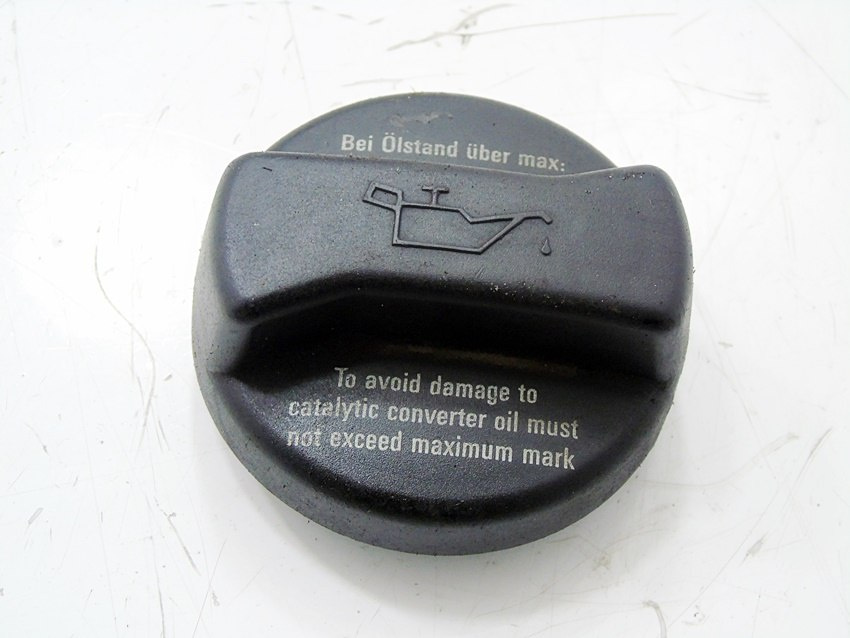 Bei Ölstand über max:
To avoid damage to
catalytic converter oil must
not exceed maximum mark